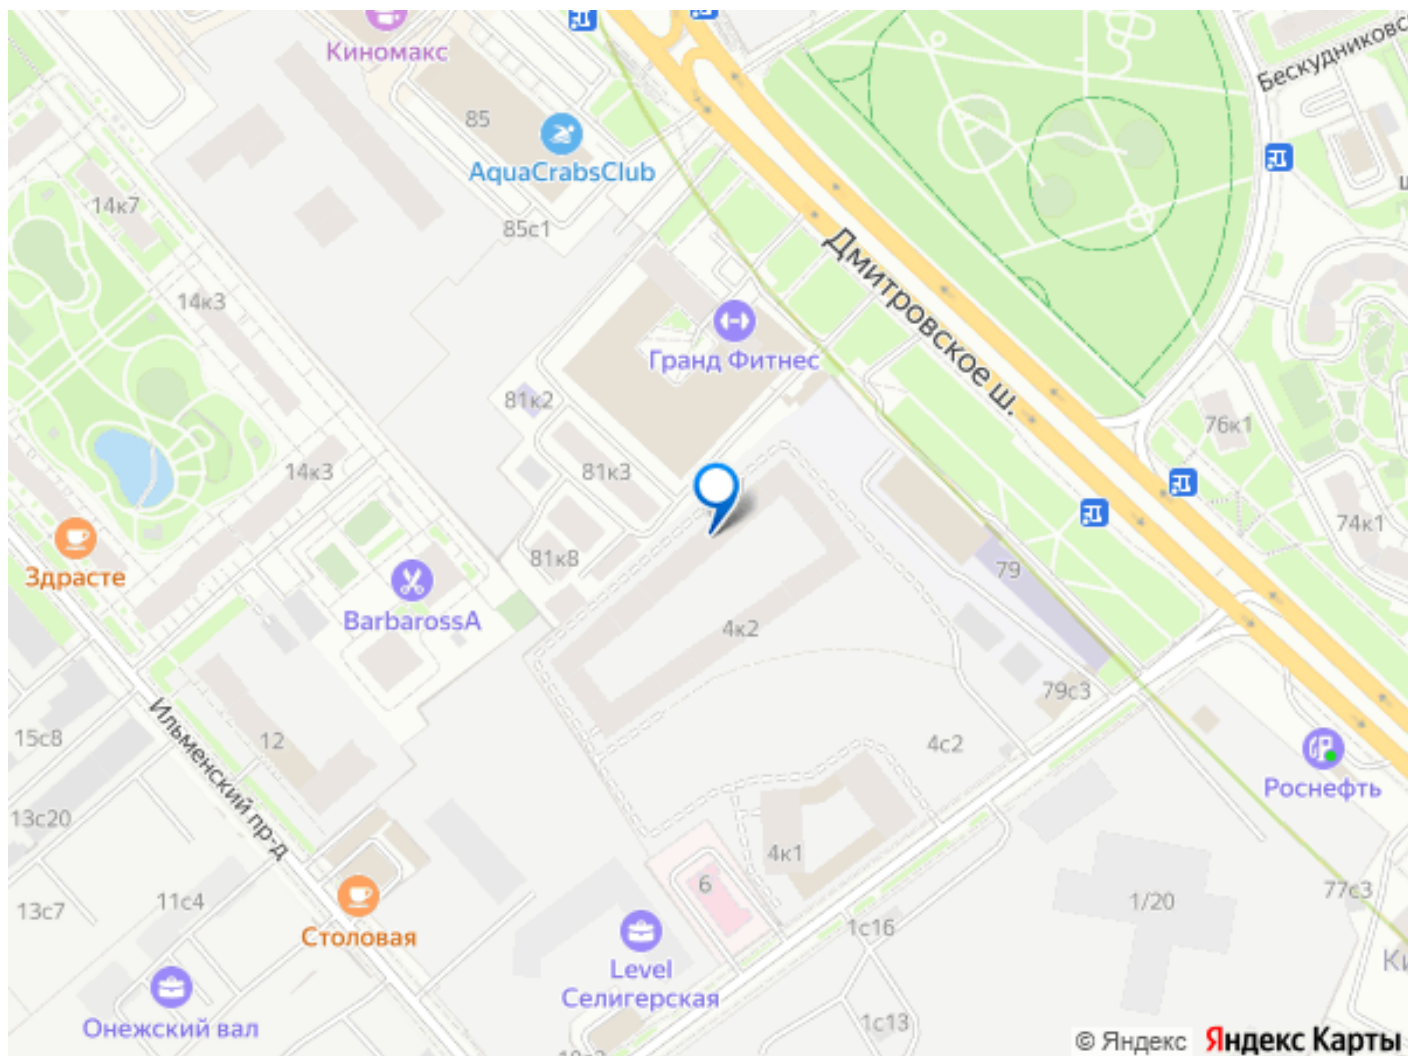 Киномакс
85
AquaCrabsClub
85с1
14к7
14к3
Бескудниковс
Дмитровское ш.
Гранд Фитнес
81к2
76к1
81к3
14к3
74к1
81к8
Здрасте
BarbarossA
79
4к2
79с3
4с2
12
15с8
Ильменский пр-д
Роснефть
13с20
4к1
6
77с3
1/20
11с4
13с7
1с16
Столовая
Level
Селигерская
Ки
1с13
Онежский вал
© Яндекс
Яндекс Карты